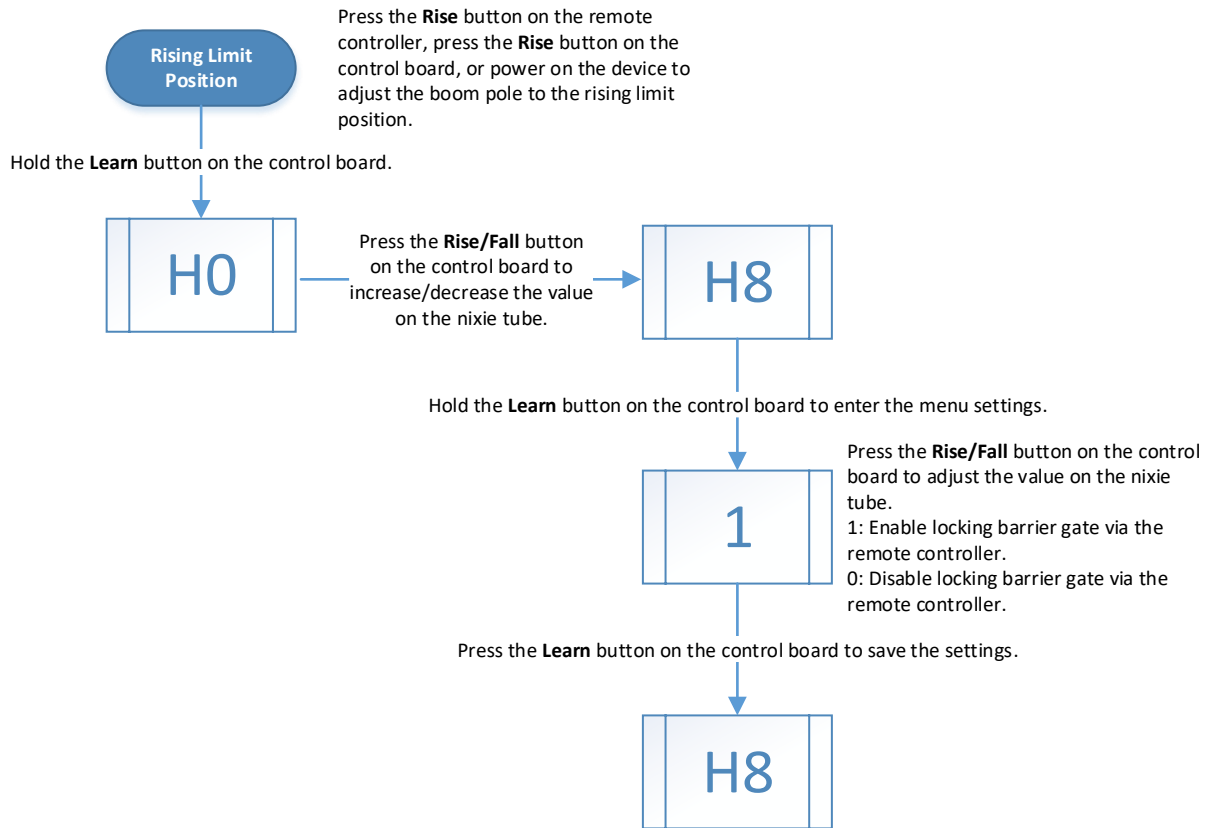 Rising Limit
Position
Press the Rise button on the remote
controller, press the Rise button on the
control board, or power on the device to
adjust the boom pole to the rising limit
position.
Hold the Learn button on the control board.
H0
Press the Rise/Fall button
on the control board to
increase/decrease the value
on the nixie tube.
H8
Hold the Learn button on the control board to enter the menu settings.
1
Press the Rise/Fall button on the control
board to adjust the value on the nixie
tube.
1: Enable locking barrier gate via the
remote controller.
0: Disable locking barrier gate via the
remote controller.
Press the Learn button on the control board to save the settings.
H8